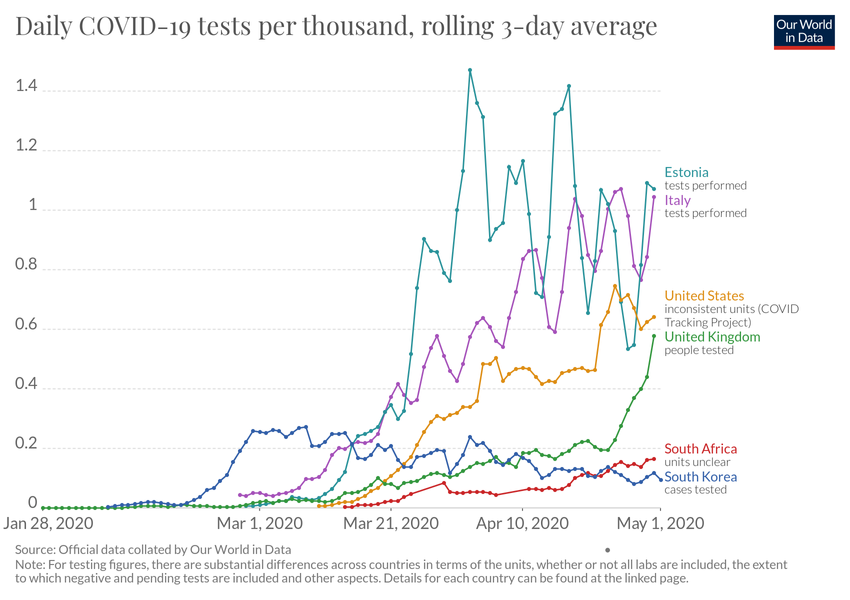 Daily COVID-19 tests per thousand, rolling 3-day average
Our World
in Data
1.4
1.2
1
0.8
0.6
0.4
0.2
0
Estonia
tests performed
Italy
tests performed
United States
inconsistent units (COVID
Tracking Project)
United Kingdom
people tested
South Africa
units unclear
South Korea
cases tested
Jan 28, 2020
Mar 1, 2020
Mar 21, 2020
Apr 10, 2020
May 1, 2020
Source: Official data collated by Our World in Data
Note: For testing figures, there are substantial differences across countries in terms of the units, whether or not all labs are included, the extent
to which negative and pending tests are included and other aspects. Details for each country can be found at the linked page.